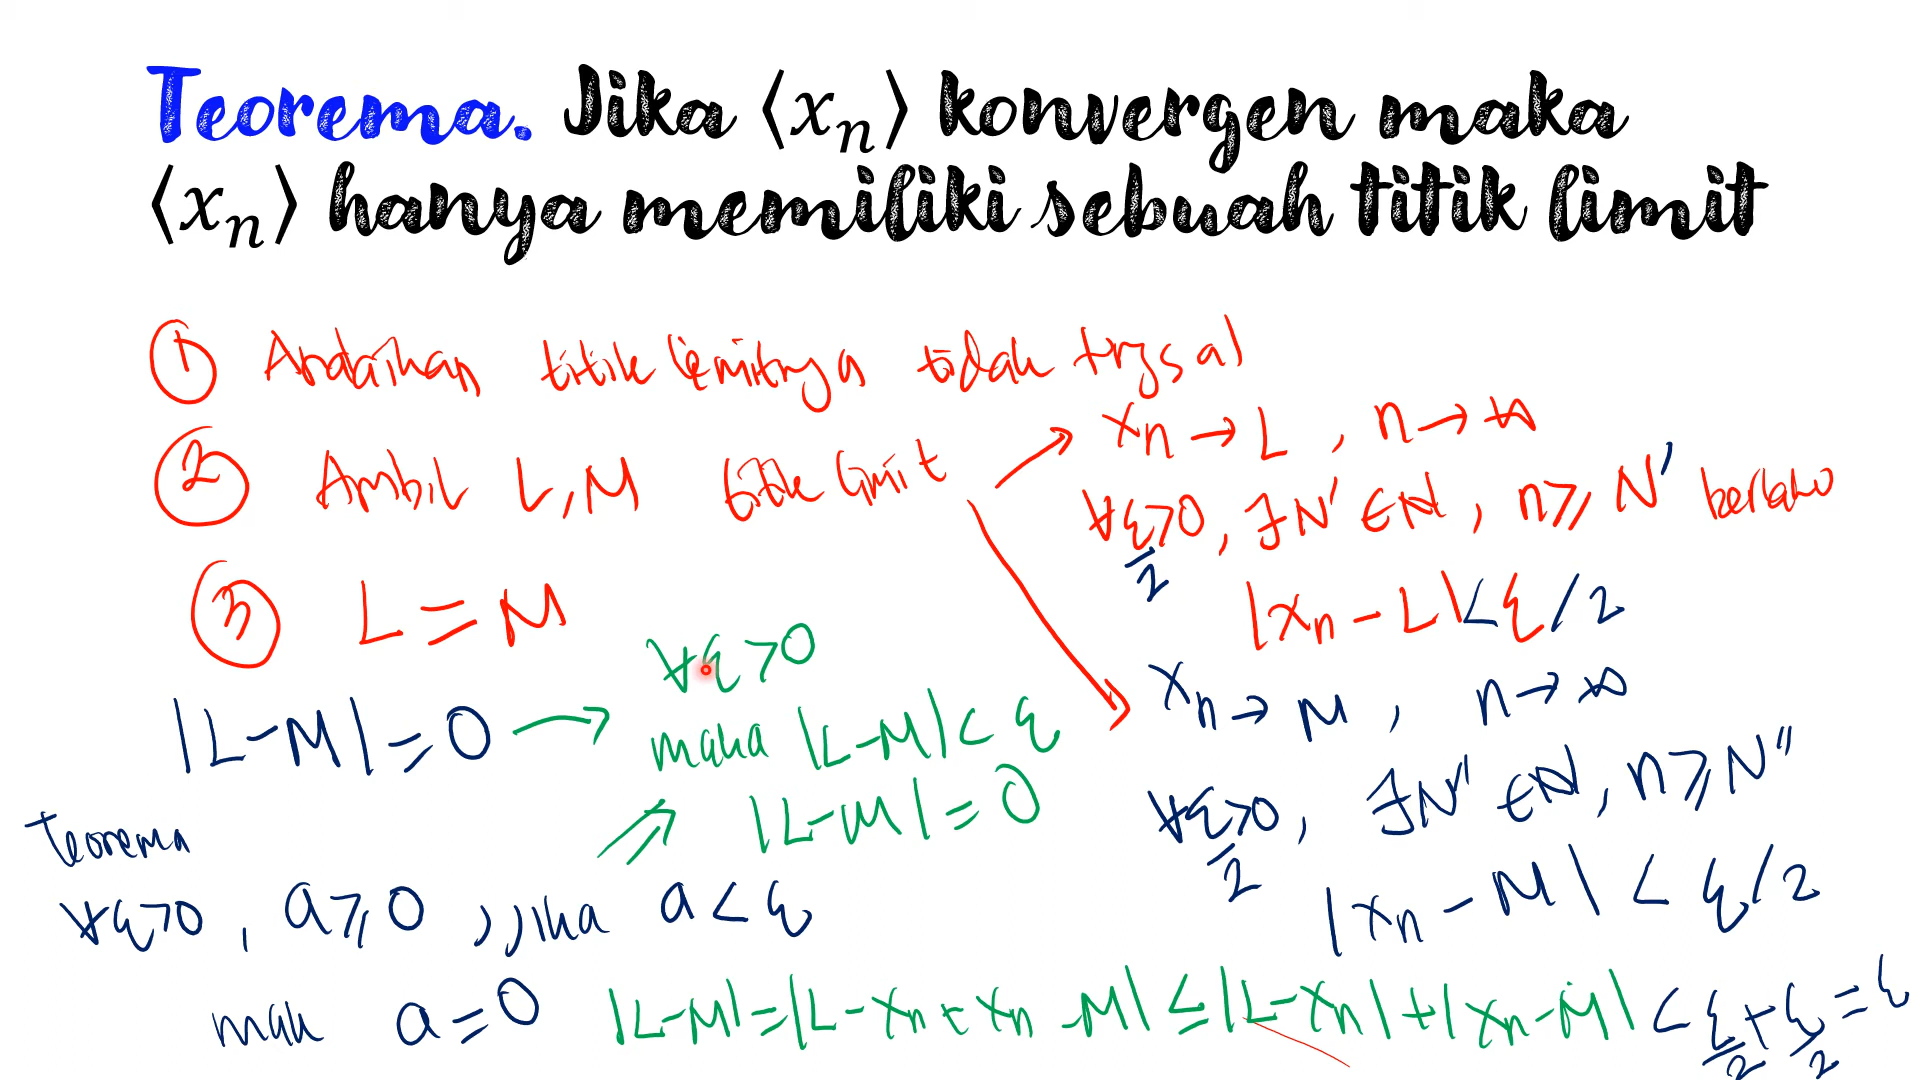 Teorema. Jika ⟨xₙ⟩ konvergen maka
⟨xₙ⟩ hanya memiliki sebuah titik limit
① Andaikan titik limitnya tidak tunggal
② Ambil L, M titik limit
xₙ → L , n → ∞
∀ε/2 > 0 , ∃N' ∈ ℕ , n ≥ N' berlaku
|xₙ - L| < ε/2
③ L = M
xₙ → M , n → ∞
∀ε/2 > 0 , ∃N'' ∈ ℕ , n ≥ N''
|xₙ - M| < ε/2
|L - M| = 0 →
∀ε > 0
maka |L - M| < ε
⇒ |L - M| = 0
Teorema
∀ε > 0 , a ≥ 0 , jika a < ε
mak a = 0
|L - M| = |L - xₙ + xₙ - M| ≤ |L - xₙ| + |xₙ - M| < ε/2 + ε/2 = ε